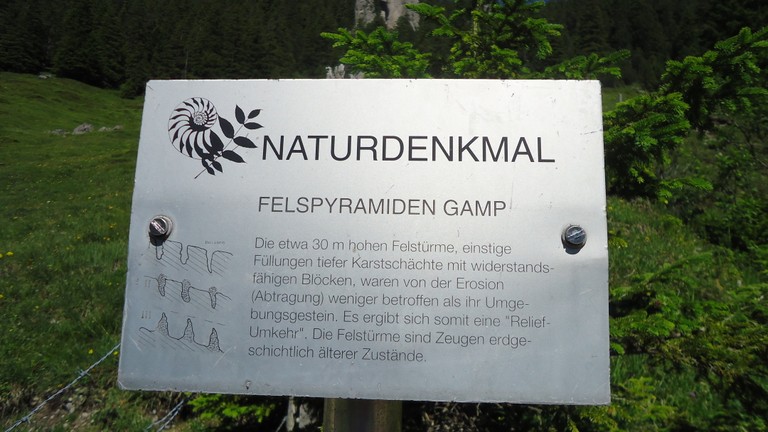 NATURDENKMAL
FELSPYRAMIDEN GAMP
Die etwa 30 m hohen Felstürme, einstige
Füllungen tiefer Karstschächte mit widerstands-
fähigen Blöcken, waren von der Erosion
(Abtragung) weniger betroffen als ihr Umge-
bungsgestein. Es ergibt sich somit eine "Relief-
Umkehr". Die Felstürme sind Zeugen erdge-
schichtlich älterer Zustände.